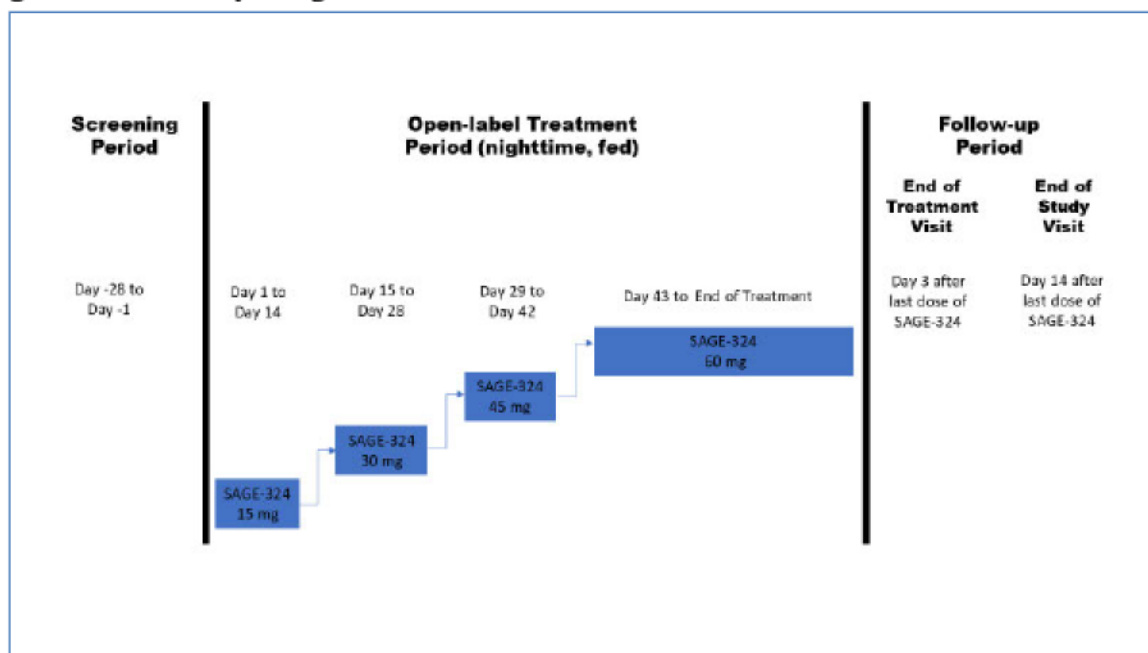 Screening
Period
Open-label Treatment
Period (nighttime, fed)
Follow-up
Period
End of
Treatment
Visit
End of
Study
Visit
Day -28 to
Day -1
Day 1 to
Day 14
Day 15 to
Day 28
Day 29 to
Day 42
Day 43 to End of Treatment
Day 3 after
last dose of
SAGE-324
Day 14 after
last dose of
SAGE-324
SAGE-324
60 mg
SAGE-324
45 mg
SAGE-324
30 mg
SAGE-324
15 mg